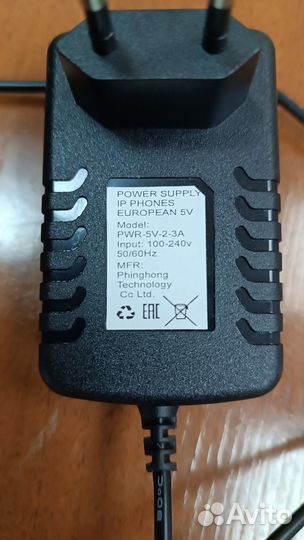 POWER SUPPLY
IP PHONES
EUROPEAN 5V
Model:
PWR-5V-2-3A
Input: 100-240v
50/60Hz
MFR:
Phinghong
Technology
Co Ltd.
EAC
Avito